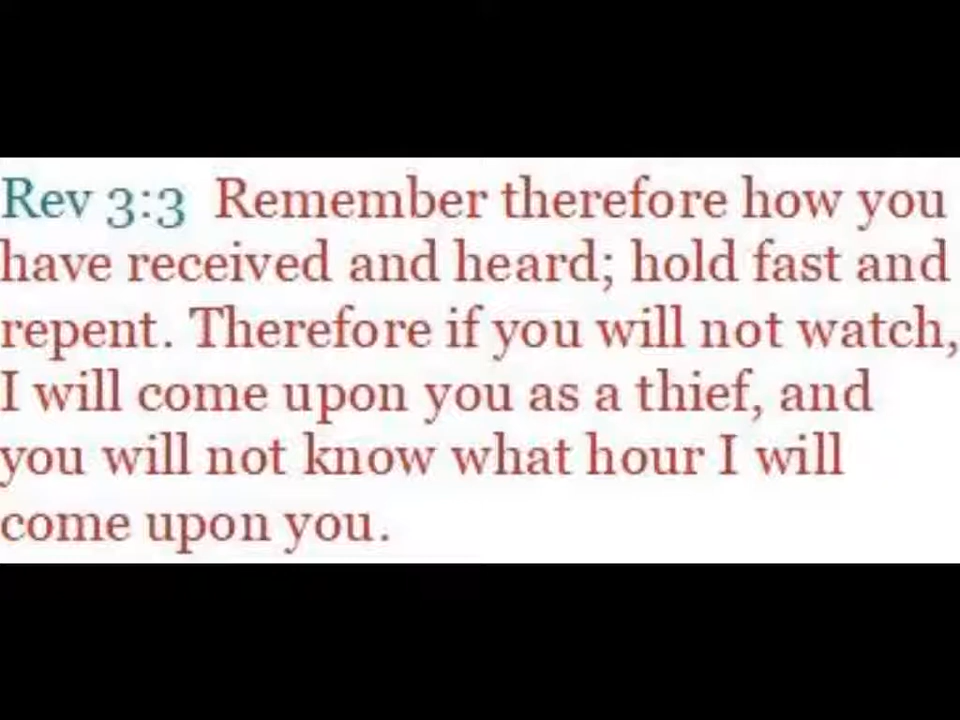 Rev 3:3 Remember therefore how you
have received and heard; hold fast and
repent. Therefore if you will not watch,
I will come upon you as a thief, and
you will not know what hour I will
come upon you.